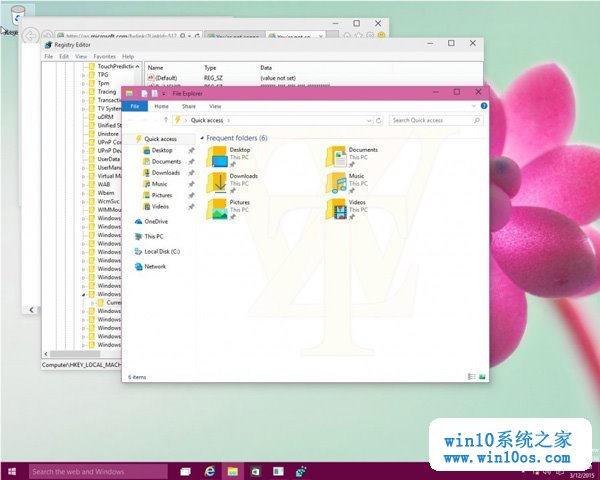 http://go.microsoft.com/fwlink/?LinkId=517
You're not conne
You're not co...
Registry Editor
File Edit View Favorites Help
TouchPredictio
TPG
Tpm
Tracing
Transactio
TV System
uDRM
Unified St
Unistore
UPnP Con
UPnP Dev
UserData
Virtual Ma
WAB
Wbem
WcmSvc
WIMMou
Windows
Windows
Windows
Windows
Windows
Windows
Windows
Windows
Windows
Curren
Windows
Windows
Windows
Windows
Name Type Data
(Default) REG_SZ (value not set)
Computer\HKEY_LOCAL_MACH
File Explorer
File Home Share View
Quick access
Search Quick access
Quick access
Desktop
Documents
Downloads
Music
Pictures
Videos
OneDrive
This PC
Local Disk (C:)
Network
Frequent folders (6)
Desktop
This PC
Documents
This PC
Downloads
This PC
Music
This PC
Pictures
This PC
Videos
This PC
6 items
Search the web and Windows
3/12/2015
win10系统之家
www.win10os.com